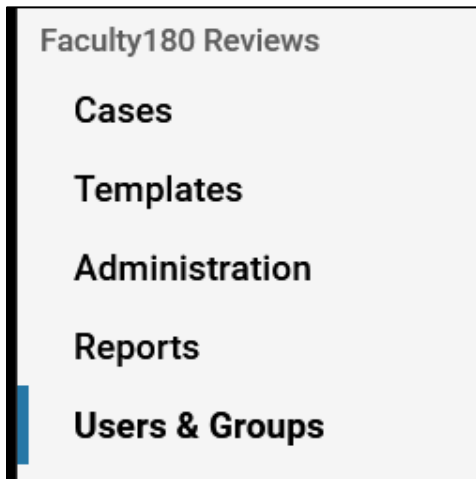 Faculty180 Reviews
Cases
Templates
Administration
Reports
Users & Groups